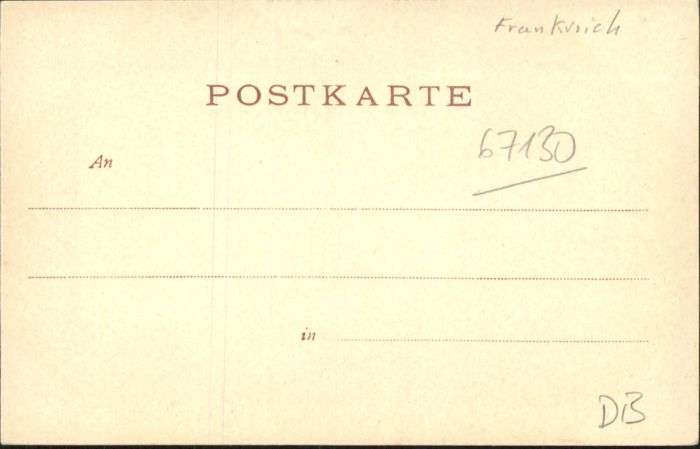 Frankreich
POSTKARTE
67130
An
in
DB